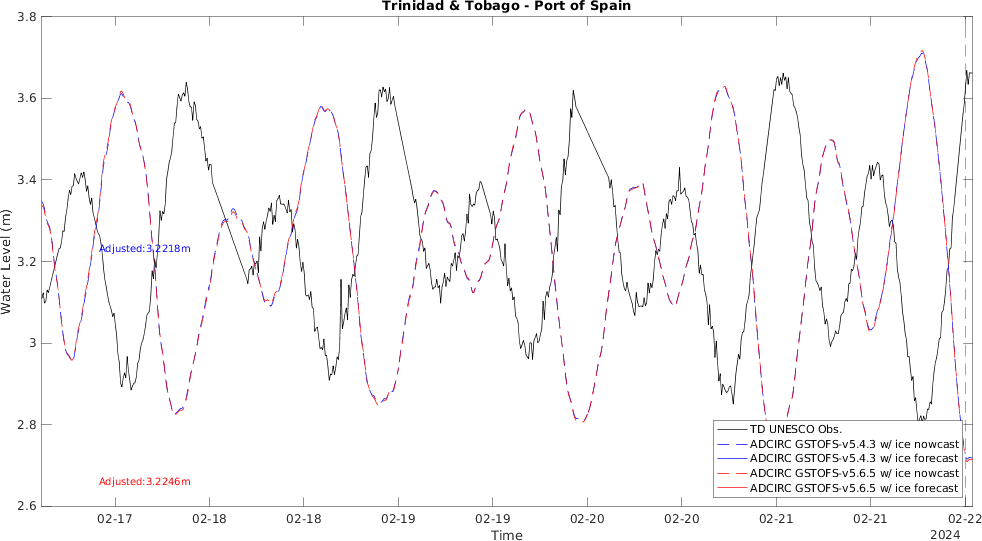 Trinidad & Tobago - Port of Spain
3.8
3.6
3.4
3.2
3
2.8
2.6
Water Level (m)
Adjusted:3.2218m
Adjusted:3.2246m
TD UNESCO Obs.
ADCIRC GSTOFS-v5.4.3 w/ ice nowcast
ADCIRC GSTOFS-v5.4.3 w/ ice forecast
ADCIRC GSTOFS-v5.6.5 w/ ice nowcast
ADCIRC GSTOFS-v5.6.5 w/ ice forecast
02-17 02-18 02-18 02-19 02-19 02-20 02-20 02-21 02-21 02-22
Time
2024